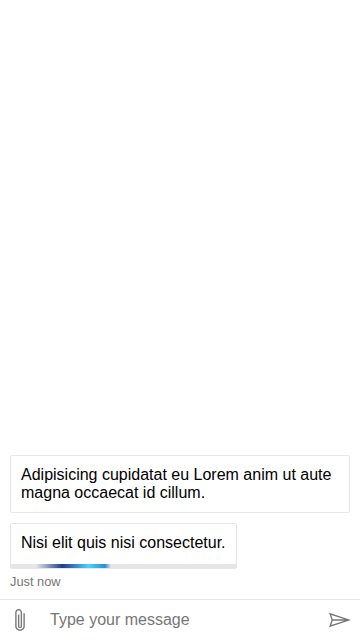 Adipisicing cupidatat eu Lorem anim ut aute
magna occaecat id cillum.
Nisi elit quis nisi consectetur.
Just now
Type your message